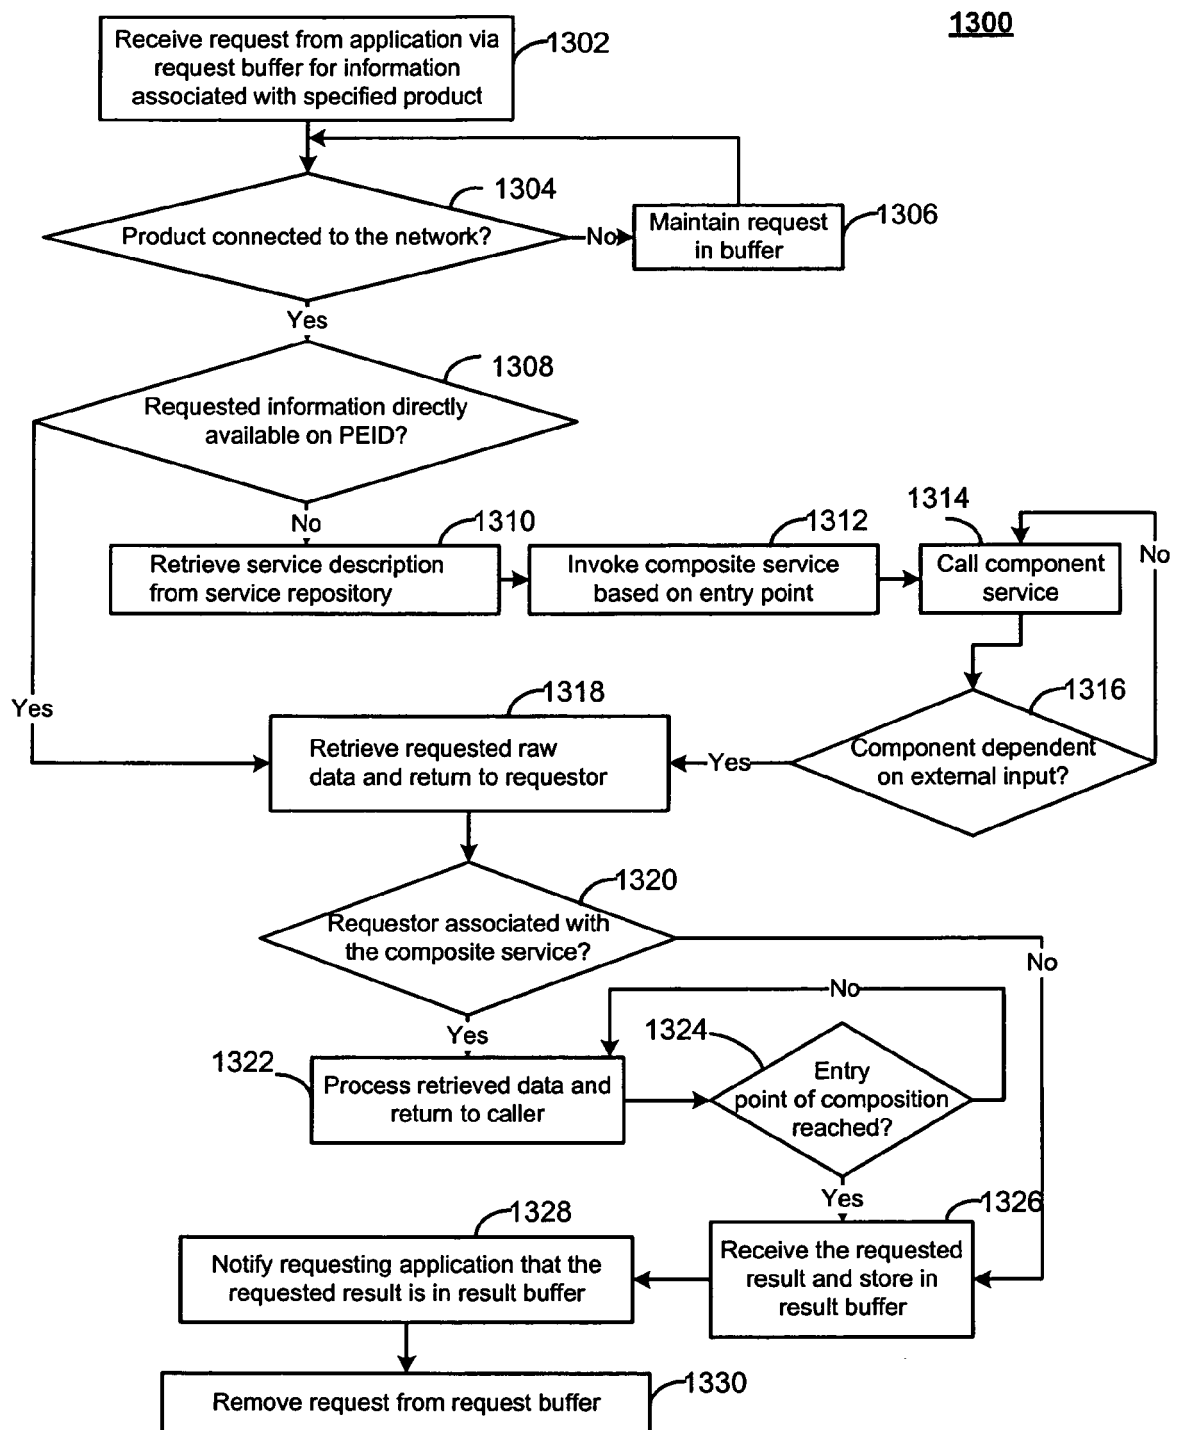 1300
Receive request from application via
request buffer for information
associated with specified product
1302
1304
Product connected to the network?
No
Maintain request
in buffer
1306
Yes
1308
Requested information directly
available on PEID?
No
1310
Retrieve service description
from service repository
1312
Invoke composite service
based on entry point
1314
Call component
service
No
Yes
1316
Component dependent
on external input?
Yes
1318
Retrieve requested raw
data and return to requestor
1320
Requestor associated with
the composite service?
No
Yes
1322
Process retrieved data and
return to caller
No
1324
Entry
point of composition
reached?
Yes
1326
Receive the requested
result and store in
result buffer
1328
Notify requesting application that the
requested result is in result buffer
Remove request from request buffer
1330